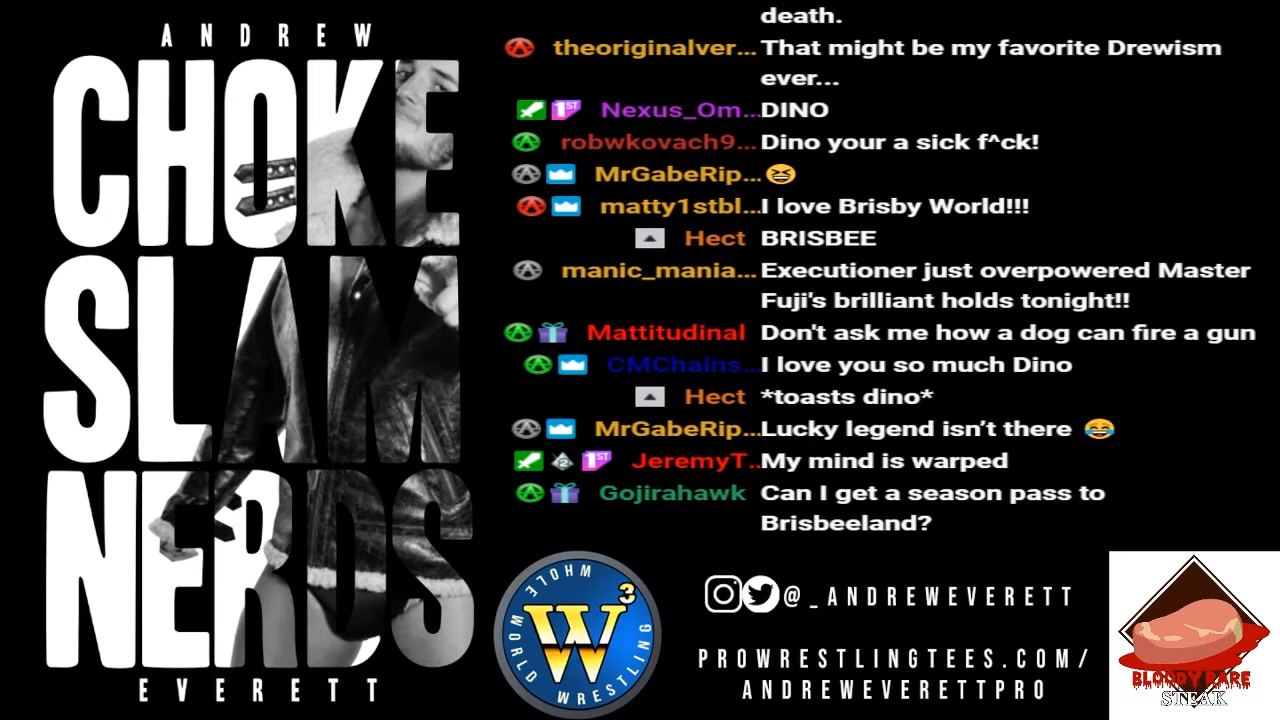 ANDREW
CHOKE
SLAM
NERDS
EVERETT
death.
theoriginalver... That might be my favorite Drewism
ever...
1ST Nexus_Om... DINO
robwkovach9... Dino your a sick f^ck!
MrGabeRip... 😆
matty1stbl... I love Brisby World!!!
Hect BRISBEE
manic_mania... Executioner just overpowered Master
Fuji's brilliant holds tonight!!
Mattitudinal Don't ask me how a dog can fire a gun
CMChains... I love you so much Dino
Hect *toasts dino*
MrGabeRip... Lucky legend isn't there 😂
2 1ST JeremyT.. My mind is warped
Gojirahawk Can I get a season pass to
Brisbeeland?
WHOLE
W3
WORLD WRESTLING
@_ANDREWEVERETT
PROWRESTLINGTEES.COM/
ANDREWEVERETTPRO
BLOODY RARE
STEAK